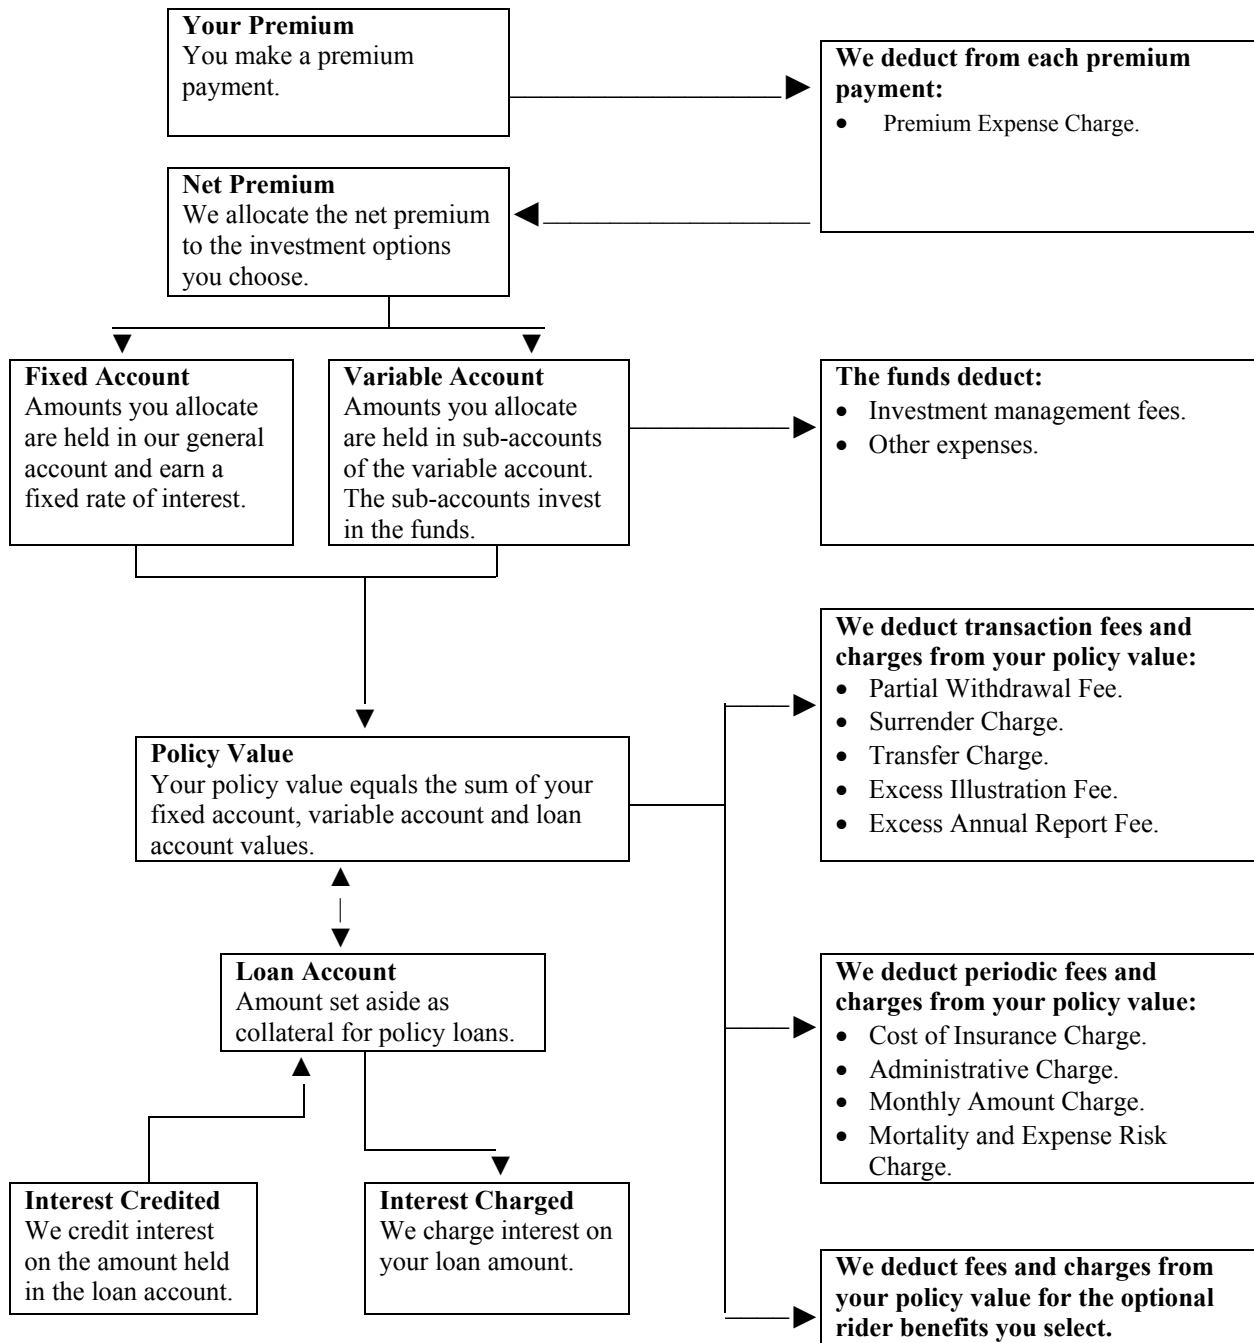 Your Premium
You make a premium
payment.
We deduct from each premium
payment:
• Premium Expense Charge.
Net Premium
We allocate the net premium
to the investment options
you choose.
Fixed Account
Amounts you allocate
are held in our general
account and earn a
fixed rate of interest.
Variable Account
Amounts you allocate
are held in sub-accounts
of the variable account.
The sub-accounts invest
in the funds.
The funds deduct:
• Investment management fees.
• Other expenses.
We deduct transaction fees and
charges from your policy value:
• Partial Withdrawal Fee.
• Surrender Charge.
• Transfer Charge.
• Excess Illustration Fee.
• Excess Annual Report Fee.
Policy Value
Your policy value equals the sum of your
fixed account, variable account and loan
account values.
Loan Account
Amount set aside as
collateral for policy loans.
We deduct periodic fees and
charges from your policy value:
• Cost of Insurance Charge.
• Administrative Charge.
• Monthly Amount Charge.
• Mortality and Expense Risk
Charge.
Interest Credited
We credit interest
on the amount held
in the loan account.
Interest Charged
We charge interest on
your loan amount.
We deduct fees and charges from
your policy value for the optional
rider benefits you select.